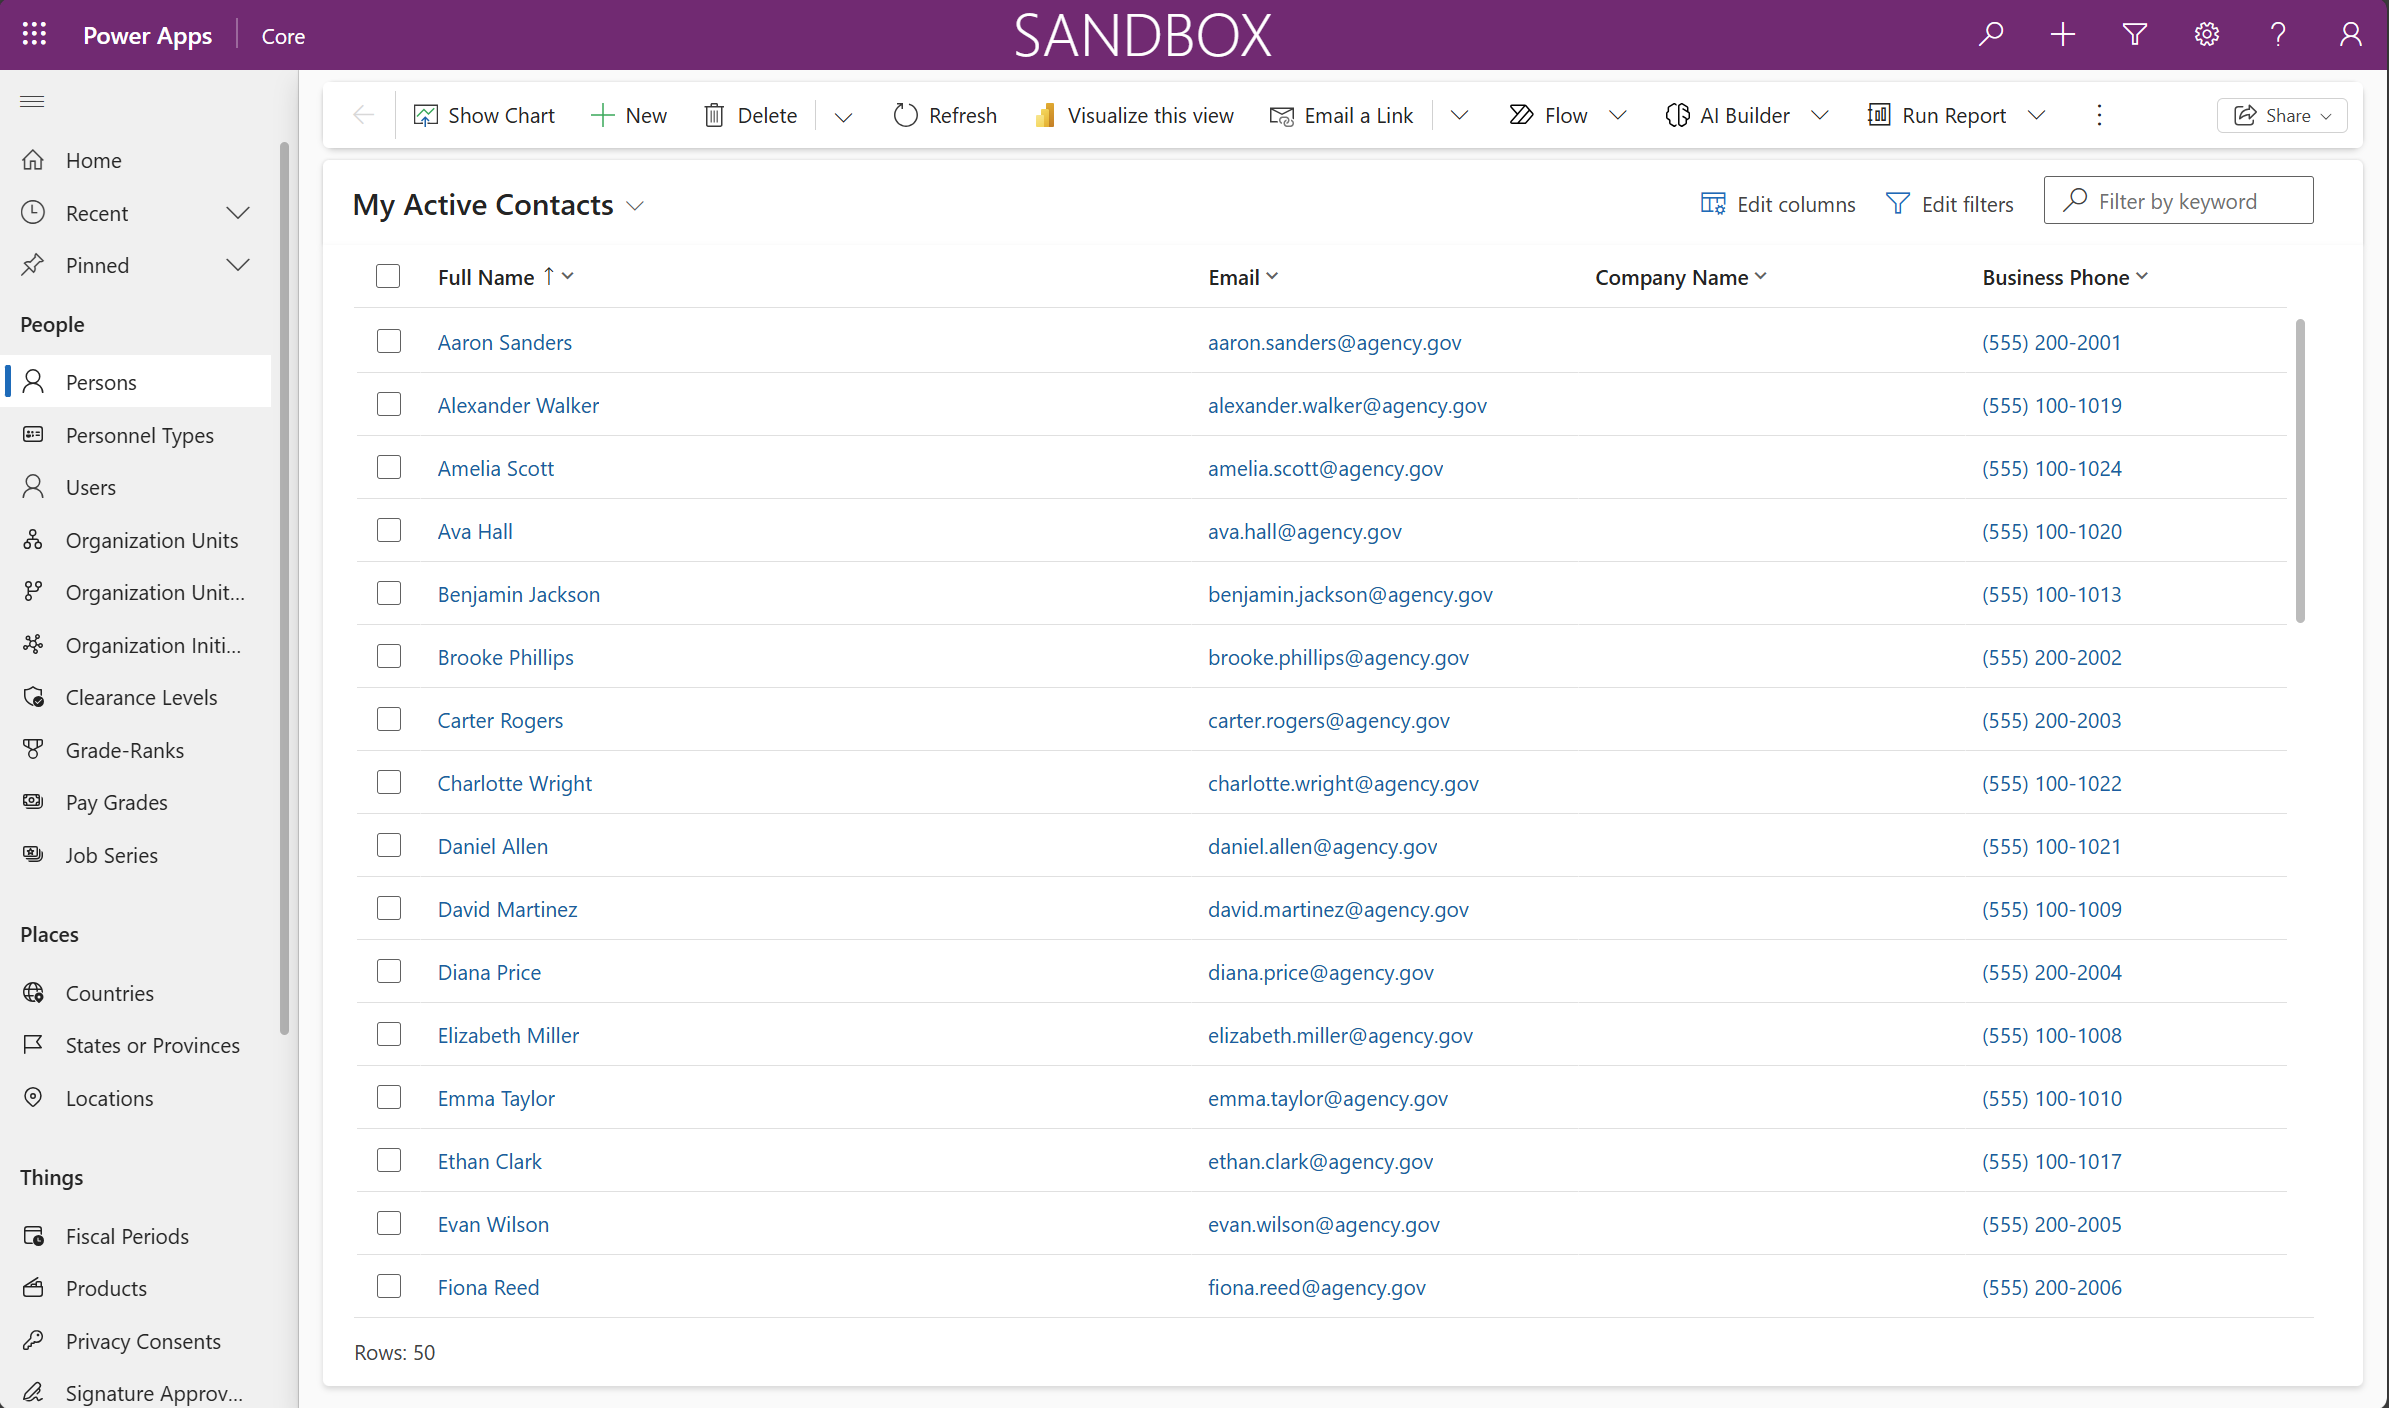 Power Apps
Core
SANDBOX
Show Chart
New
Delete
Refresh
Visualize this view
Email a Link
Flow
AI Builder
Run Report
Share
Home
Recent
Pinned
People
Persons
Personnel Types
Users
Organization Units
Organization Unit...
Organization Initi...
Clearance Levels
Grade-Ranks
Pay Grades
Job Series
Places
Countries
States or Provinces
Locations
Things
Fiscal Periods
Products
Privacy Consents
Signature Approv...
My Active Contacts
Edit columns
Edit filters
Filter by keyword
Full Name ↑ Email Company Name Business Phone
Aaron Sanders aaron.sanders@agency.gov (555) 200-2001
Alexander Walker alexander.walker@agency.gov (555) 100-1019
Amelia Scott amelia.scott@agency.gov (555) 100-1024
Ava Hall ava.hall@agency.gov (555) 100-1020
Benjamin Jackson benjamin.jackson@agency.gov (555) 100-1013
Brooke Phillips brooke.phillips@agency.gov (555) 200-2002
Carter Rogers carter.rogers@agency.gov (555) 200-2003
Charlotte Wright charlotte.wright@agency.gov (555) 100-1022
Daniel Allen daniel.allen@agency.gov (555) 100-1021
David Martinez david.martinez@agency.gov (555) 100-1009
Diana Price diana.price@agency.gov (555) 200-2004
Elizabeth Miller elizabeth.miller@agency.gov (555) 100-1008
Emma Taylor emma.taylor@agency.gov (555) 100-1010
Ethan Clark ethan.clark@agency.gov (555) 100-1017
Evan Wilson evan.wilson@agency.gov (555) 200-2005
Fiona Reed fiona.reed@agency.gov (555) 200-2006
Rows: 50